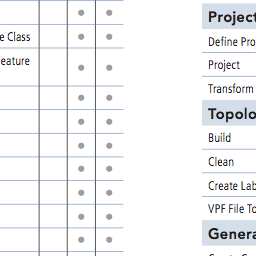 e Class
eature
Project
Define Pro
Project
Transform
Topolo
Build
Clean
Create Lab
VPF File To
Genera